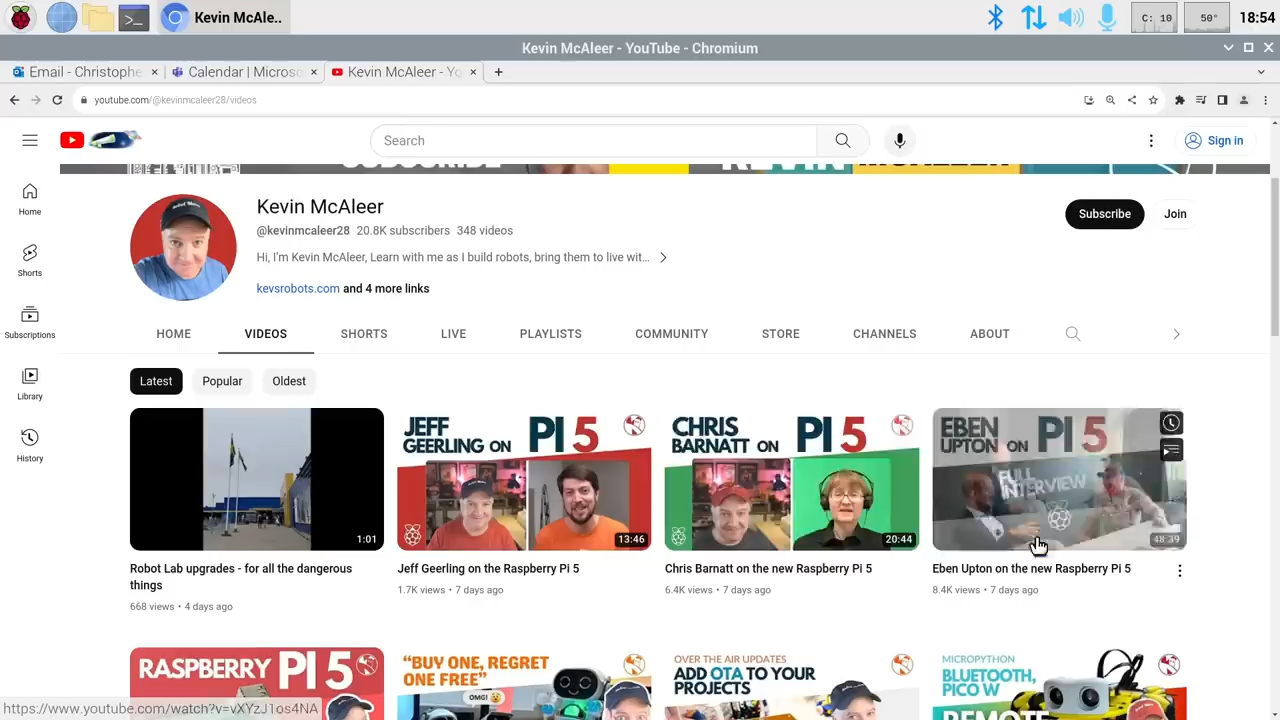 Kevin McAle..
C: 10
50°
18:54
Kevin McAleer - YouTube - Chromium
Email - Christophe
Calendar | Microso
Kevin McAleer - Yo
youtube.com/@kevinmcaleer28/videos
Search
Sign in
Kevin McAleer
@kevinmcaleer28 20.8K subscribers 348 videos
Subscribe
Join
Hi, I'm Kevin McAleer, Learn with me as I build robots, bring them to live wit...
kevsrobots.com and 4 more links
Home
Shorts
Subscriptions
Library
History
HOME
VIDEOS
SHORTS
LIVE
PLAYLISTS
COMMUNITY
STORE
CHANNELS
ABOUT
Latest
Popular
Oldest
1:01
JEFF
GEERLING ON PI 5
13:46
CHRIS
BARNATT ON PI 5
20:44
EBEN
UPTON ON PI 5
FULL
INTERVIEW
48:39
Robot Lab upgrades - for all the dangerous
things
668 views • 4 days ago
Jeff Geerling on the Raspberry Pi 5
1.7K views • 7 days ago
Chris Barnatt on the new Raspberry Pi 5
6.4K views • 7 days ago
Eben Upton on the new Raspberry Pi 5
8.4K views • 7 days ago
RASPBERRY PI 5
"BUY ONE, REGRET
ONE FREE"
OMG!
OVER THE AIR UPDATES
ADD OTA TO YOUR
PROJECTS
MICROPYTHON
BLUETOOTH,
PICO W
REMOTE
https://www.youtube.com/watch?v=vXYzJ1os4NA